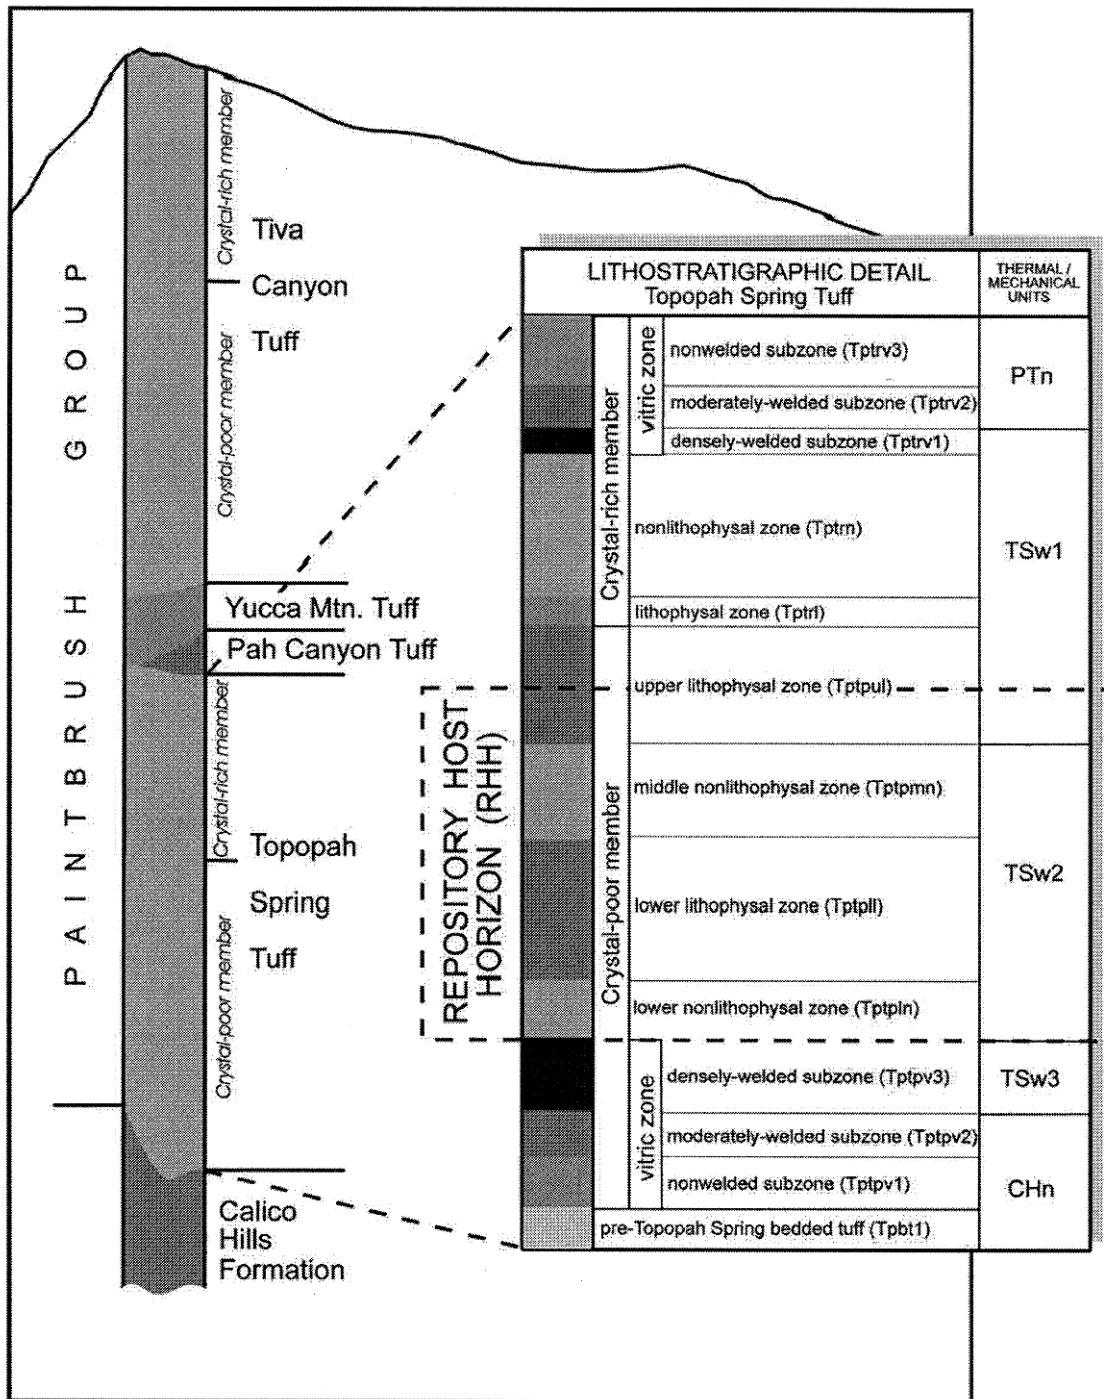 PAINTBRUSH GROUP
Crystal-rich member
Tiva
Canyon
Tuff
Crystal-poor member
Yucca Mtn. Tuff
Pah Canyon Tuff
Crystal-rich member
Topopah
Spring
Tuff
Crystal-poor member
Calico
Hills
Formation
LITHOSTRATIGRAPHIC DETAIL
Topopah Spring Tuff
THERMAL /
MECHANICAL
UNITS
Crystal-rich member
vitric zone
nonwelded subzone (Tptrv3)
moderately-welded subzone (Tptrv2)
densely-welded subzone (Tptrv1)
nonlithophysal zone (Tptrn)
lithophysal zone (Tptrl)
PTn
TSw1
REPOSITORY HOST
HORIZON (RHH)
Crystal-poor member
upper lithophysal zone (Tptpul)
middle nonlithophysal zone (Tptpmn)
lower lithophysal zone (Tptpll)
lower nonlithophysal zone (Tptpln)
TSw2
vitric zone
densely-welded subzone (Tptpv3)
moderately-welded subzone (Tptpv2)
nonwelded subzone (Tptpv1)
pre-Topopah Spring bedded tuff (Tpbt1)
TSw3
CHn